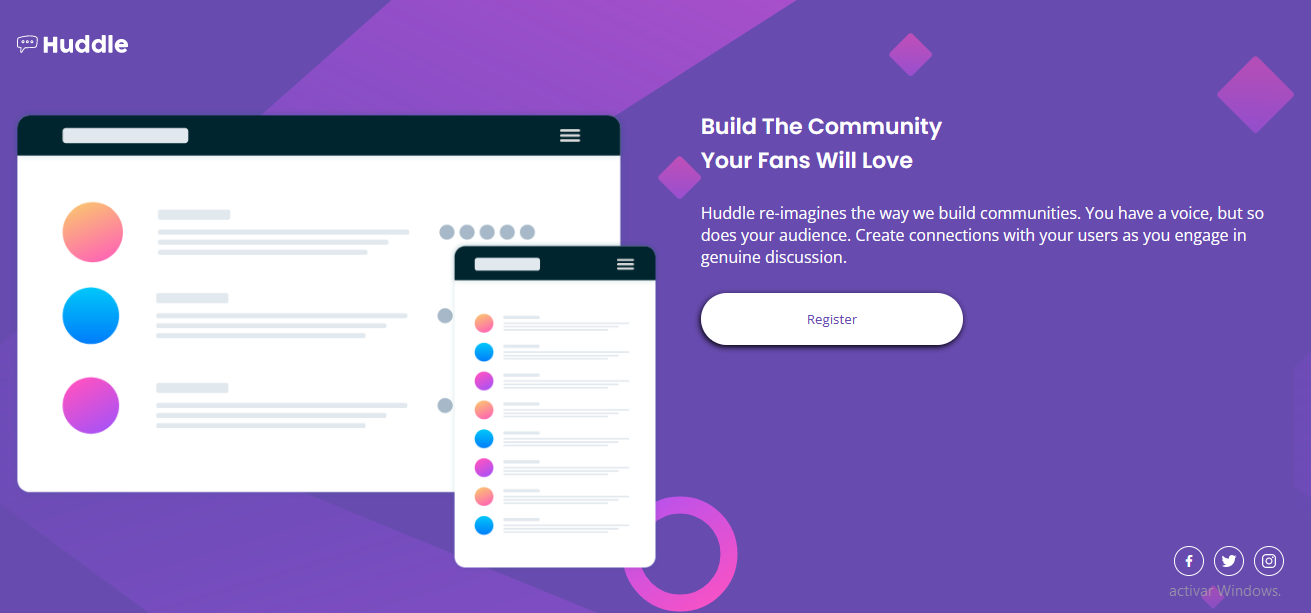 Huddle
Build The Community
Your Fans Will Love
Huddle re-imagines the way we build communities. You have a voice, but so
does your audience. Create connections with your users as you engage in
genuine discussion.
Register
activar Windows.